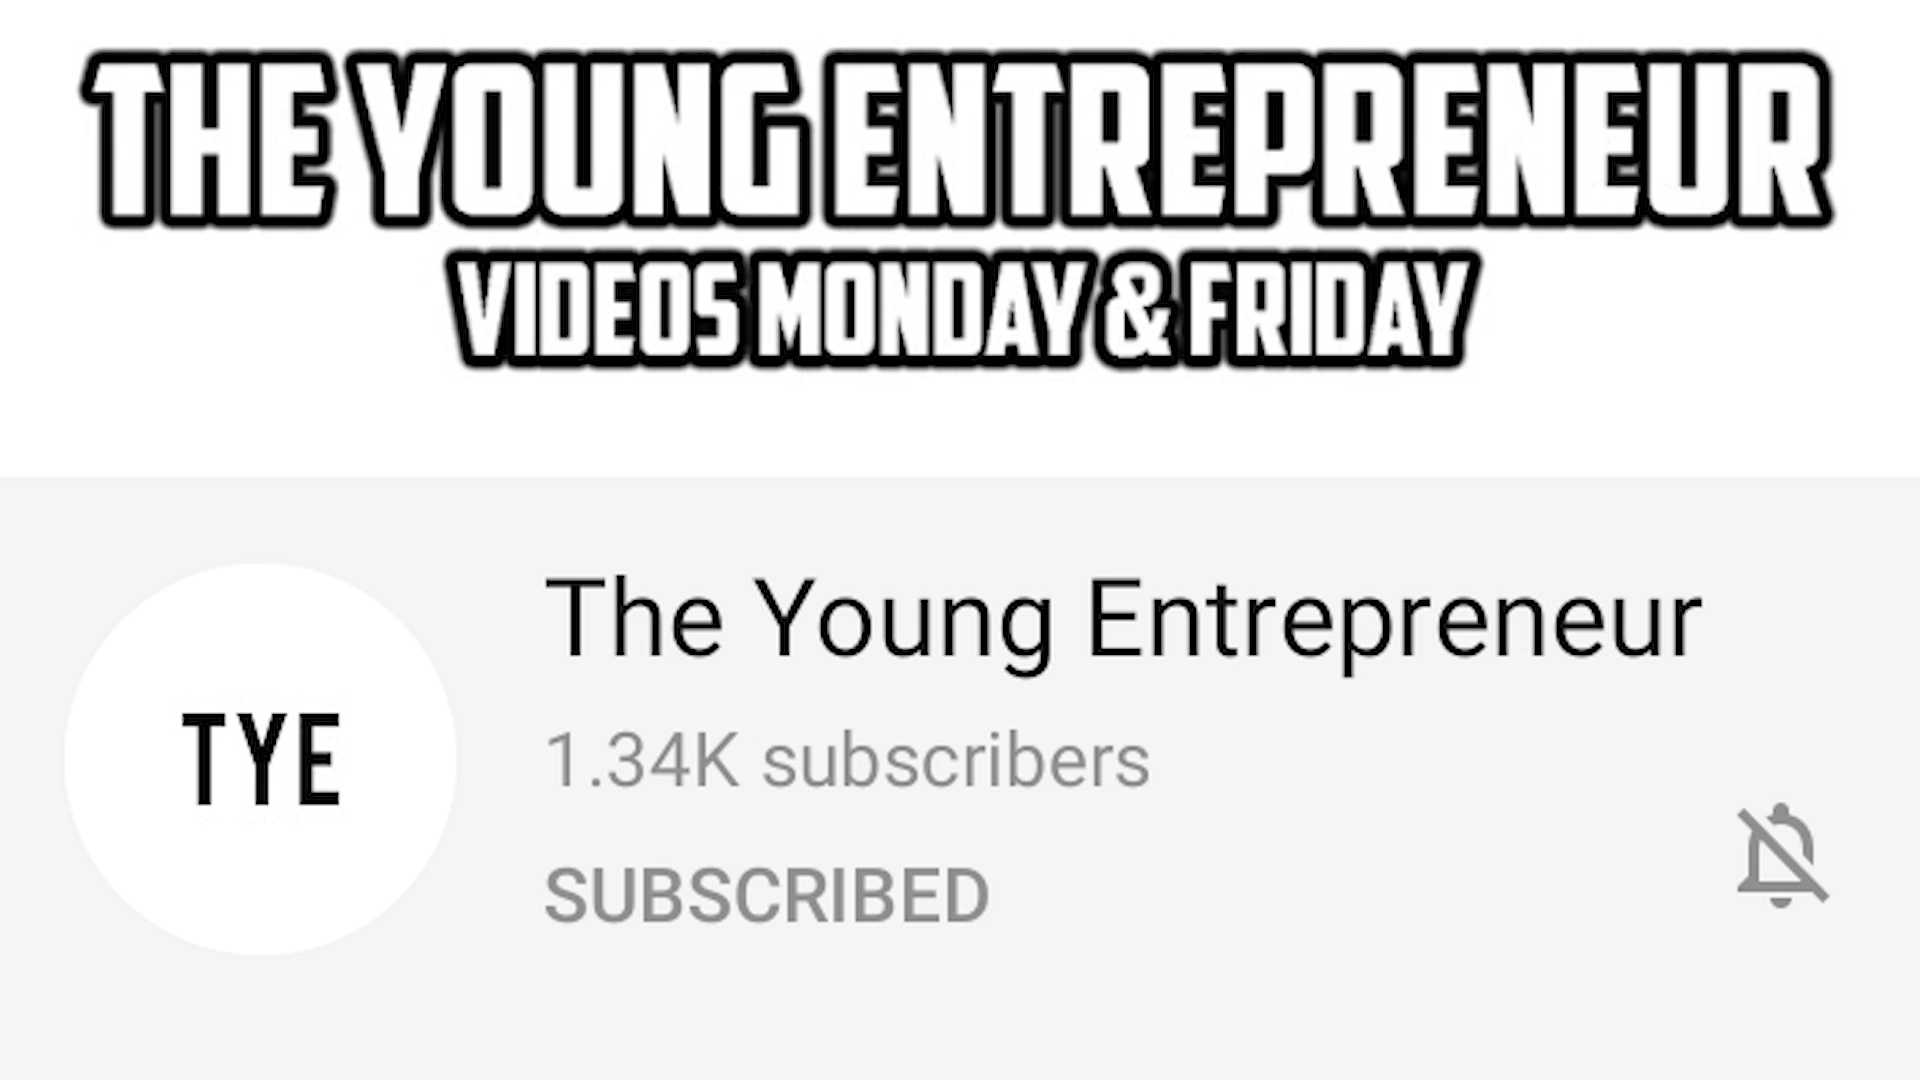 THE YOUNG ENTREPRENEUR
VIDEOS MONDAY & FRIDAY
TYE
The Young Entrepreneur
1.34K subscribers
SUBSCRIBED